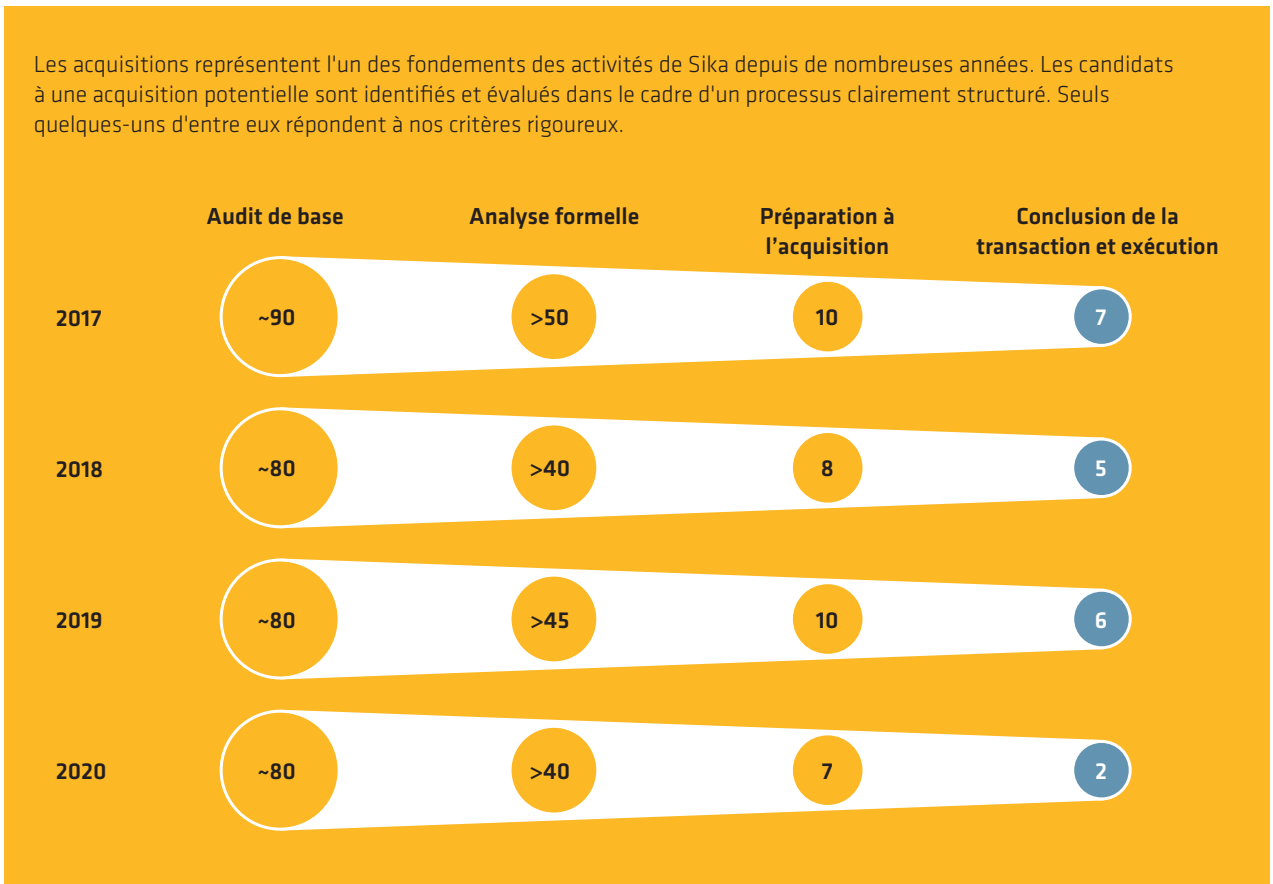 Les acquisitions représentent l'un des fondements des activités de Sika depuis de nombreuses années. Les candidats
à une acquisition potentielle sont identifiés et évalués dans le cadre d'un processus clairement structuré. Seuls
quelques-uns d'entre eux répondent à nos critères rigoureux.
Audit de base Analyse formelle Préparation à Conclusion de la
l’acquisition transaction et exécution
2017 ~90 >50 10 7
2018 ~80 >40 8 5
2019 ~80 >45 10 6
2020 ~80 >40 7 2